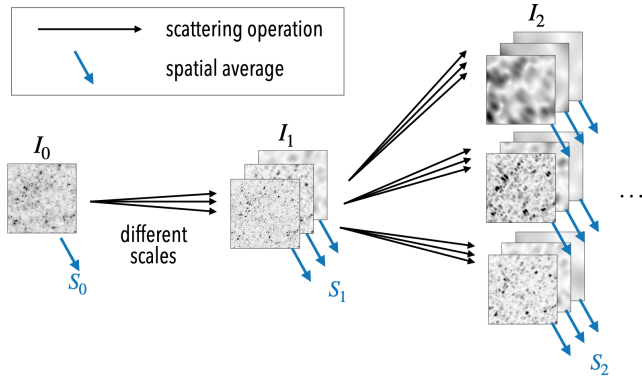 scattering operation
spatial average
I₀
I₁
I₂
different
scales
S₀
S₁
S₂
...